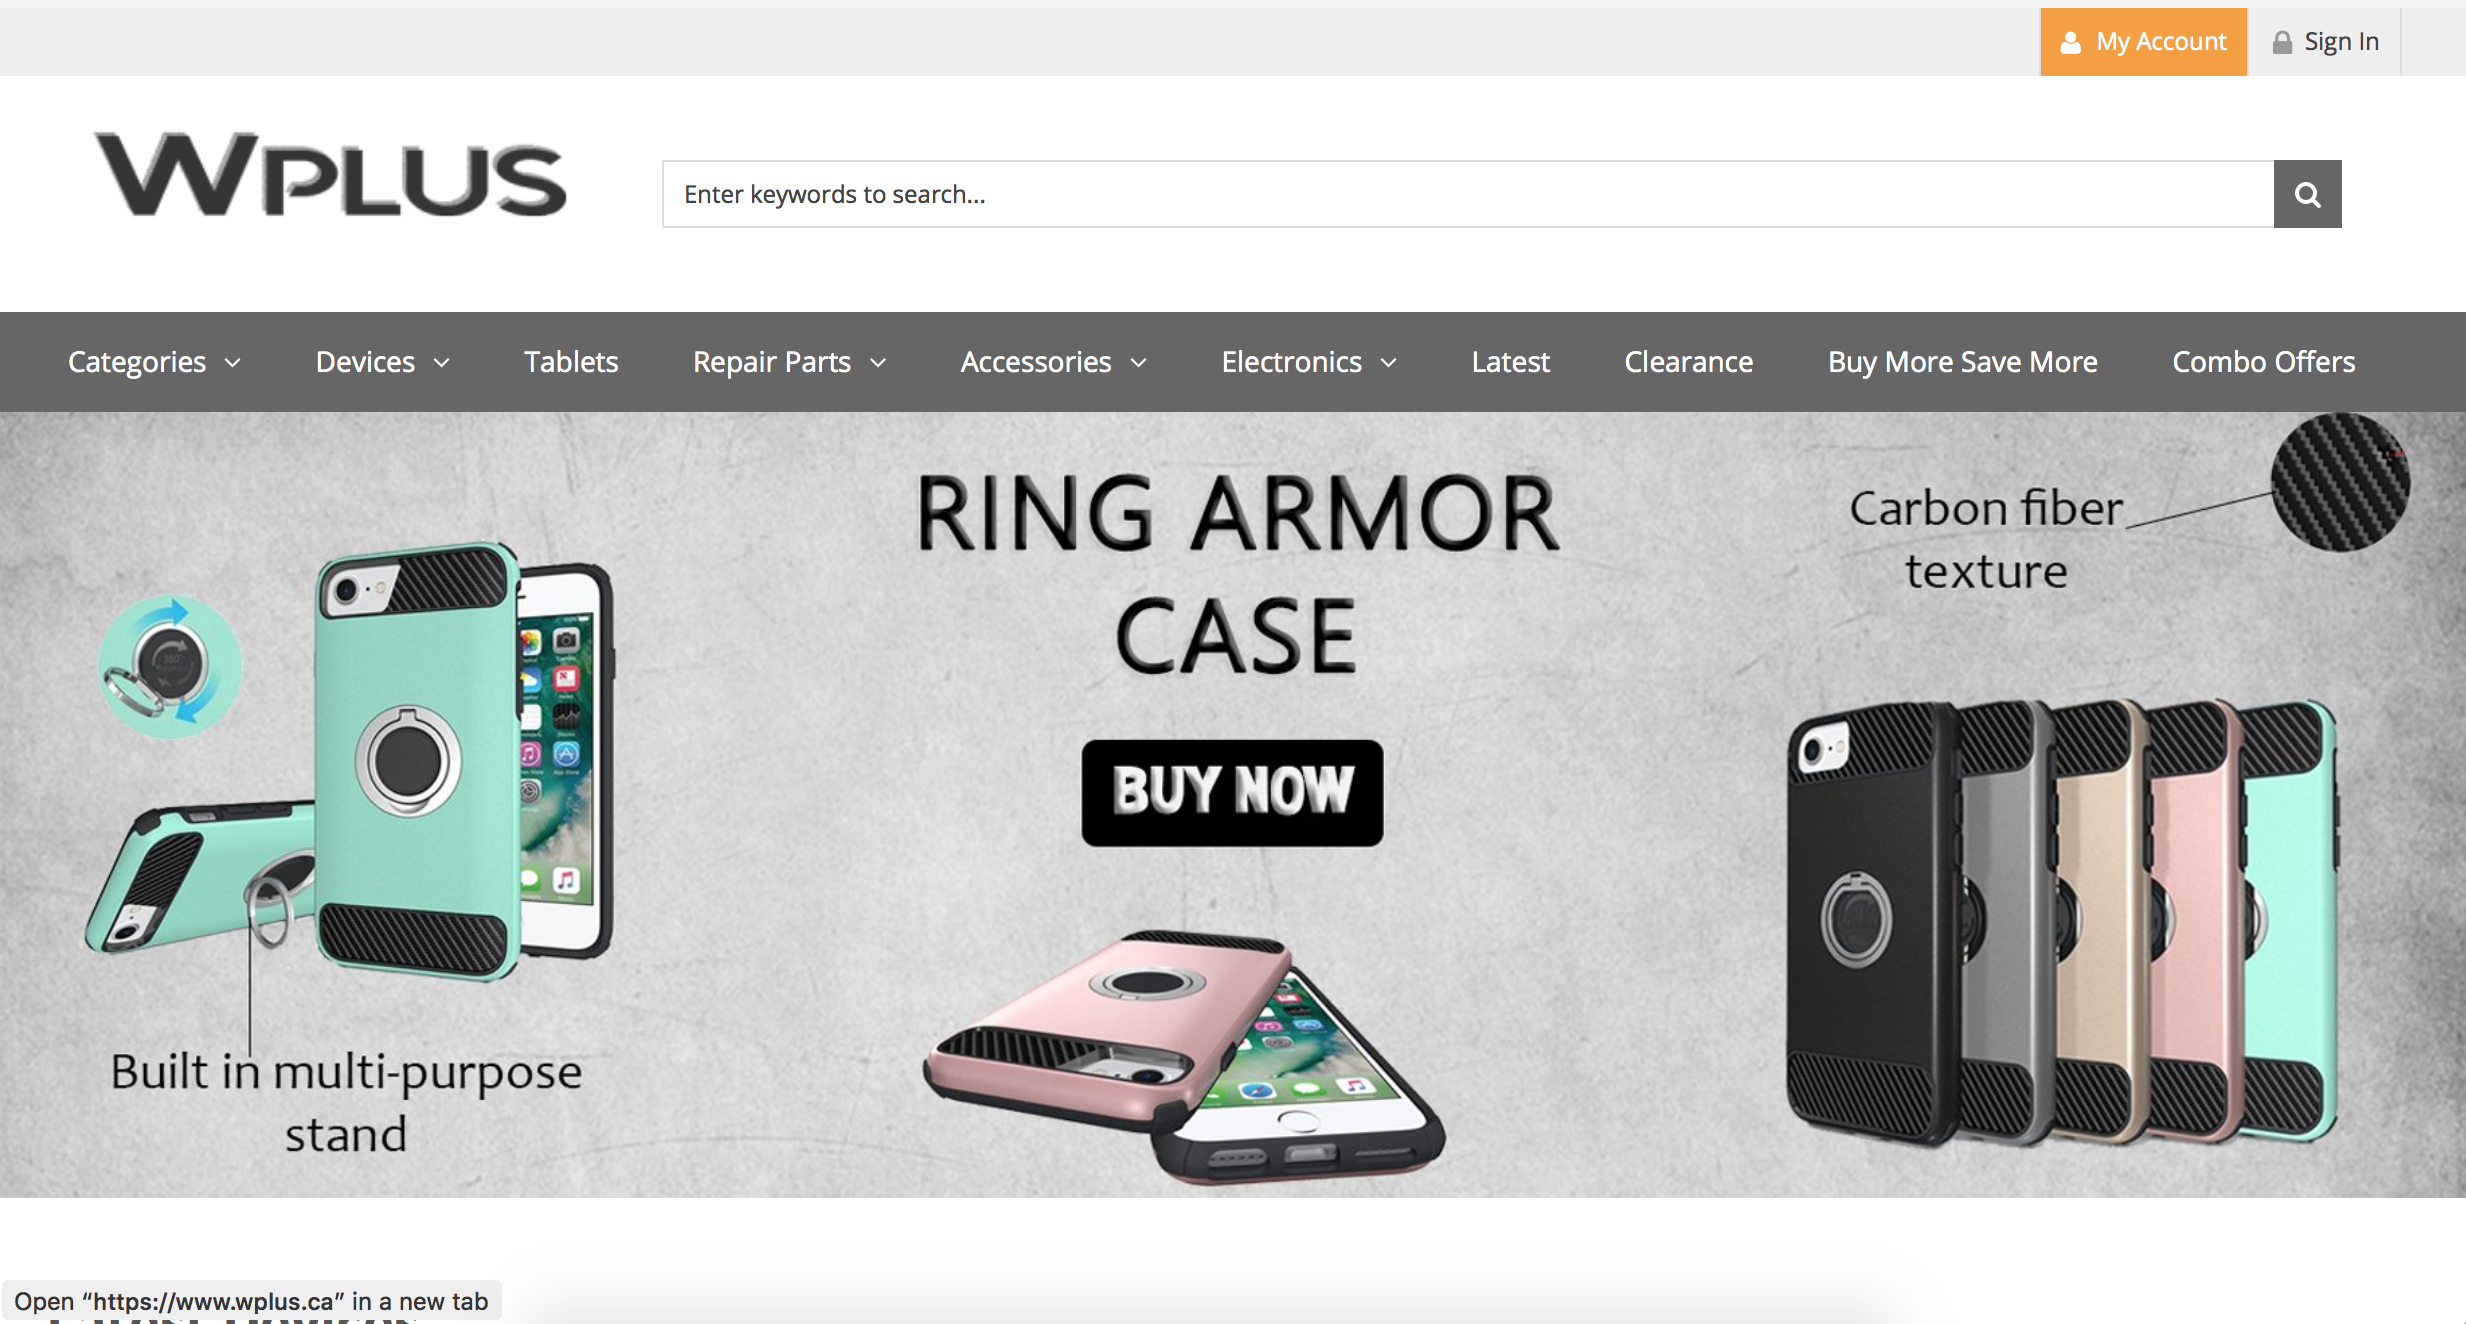 My Account
Sign In
WPLUS
Enter keywords to search...
Categories
Devices
Tablets
Repair Parts
Accessories
Electronics
Latest
Clearance
Buy More Save More
Combo Offers
RING ARMOR
CASE
BUY NOW
Carbon fiber
texture
360°
Built in multi-purpose
stand
Open “https://www.wplus.ca” in a new tab